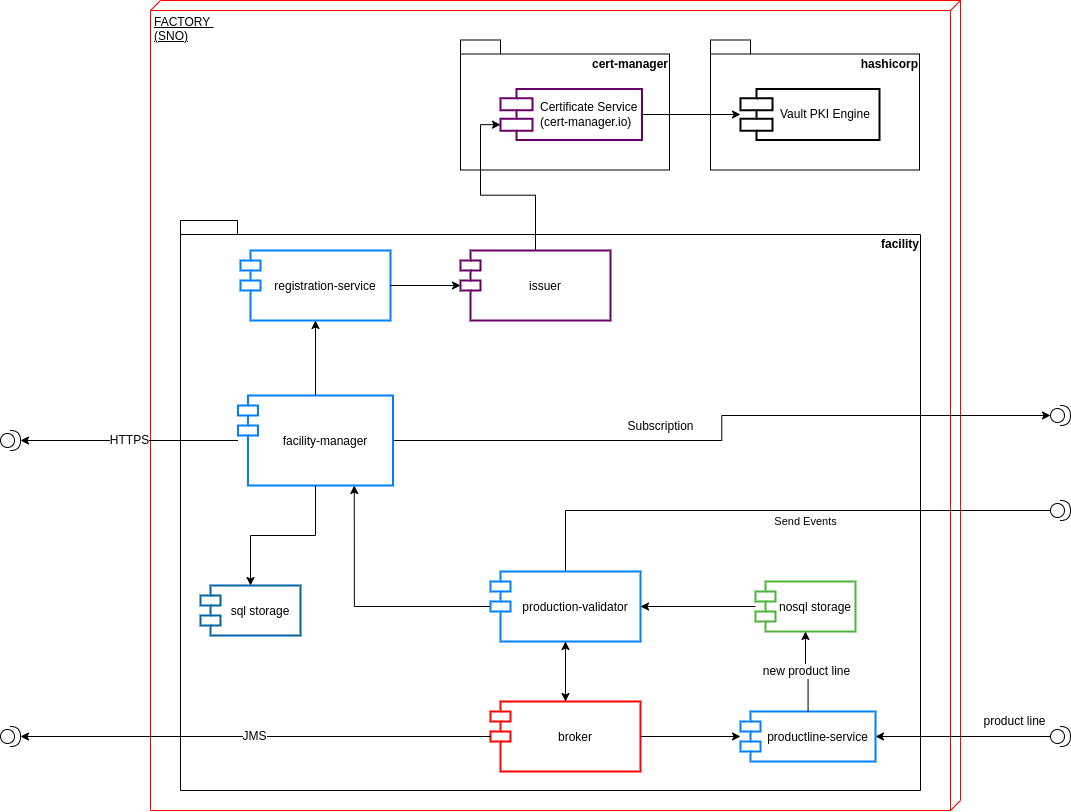 FACTORY
(SNO)
cert-manager
hashicorp
Certificate Service
(cert-manager.io)
Vault PKI Engine
facility
registration-service
issuer
Subscription
HTTPS
facility-manager
Send Events
sql storage
production-validator
nosql storage
new product line
product line
JMS
broker
productline-service